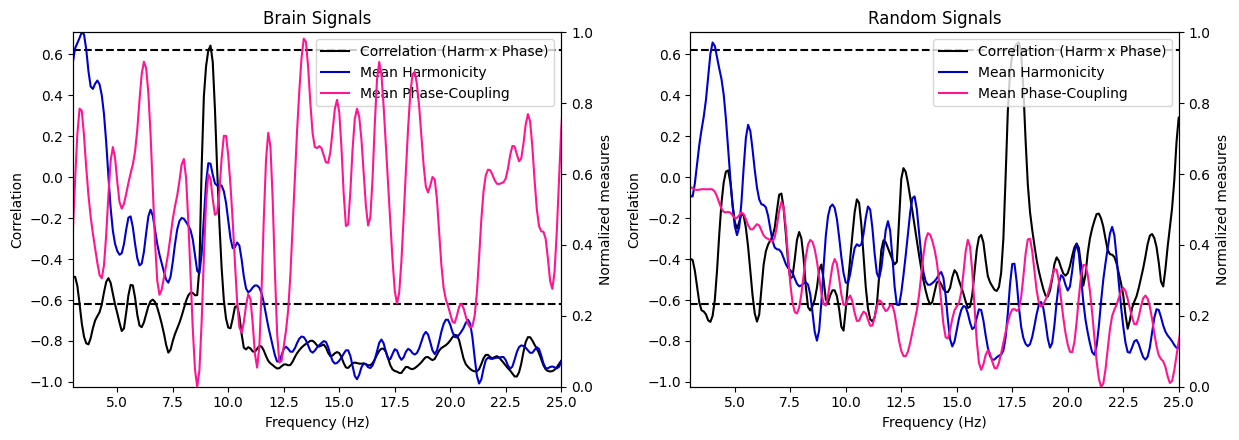 Brain Signals
Correlation (Harm x Phase)
Mean Harmonicity
Mean Phase-Coupling
Correlation
0.6
0.4
0.2
0.0
−0.2
−0.4
−0.6
−0.8
−1.0
1.0
0.8
0.6
0.4
0.2
0.0
Normalized measures
5.0 7.5 10.0 12.5 15.0 17.5 20.0 22.5 25.0
Frequency (Hz)
Random Signals
Correlation (Harm x Phase)
Mean Harmonicity
Mean Phase-Coupling
Correlation
0.6
0.4
0.2
0.0
−0.2
−0.4
−0.6
−0.8
−1.0
1.0
0.8
0.6
0.4
0.2
0.0
Normalized measures
5.0 7.5 10.0 12.5 15.0 17.5 20.0 22.5 25.0
Frequency (Hz)